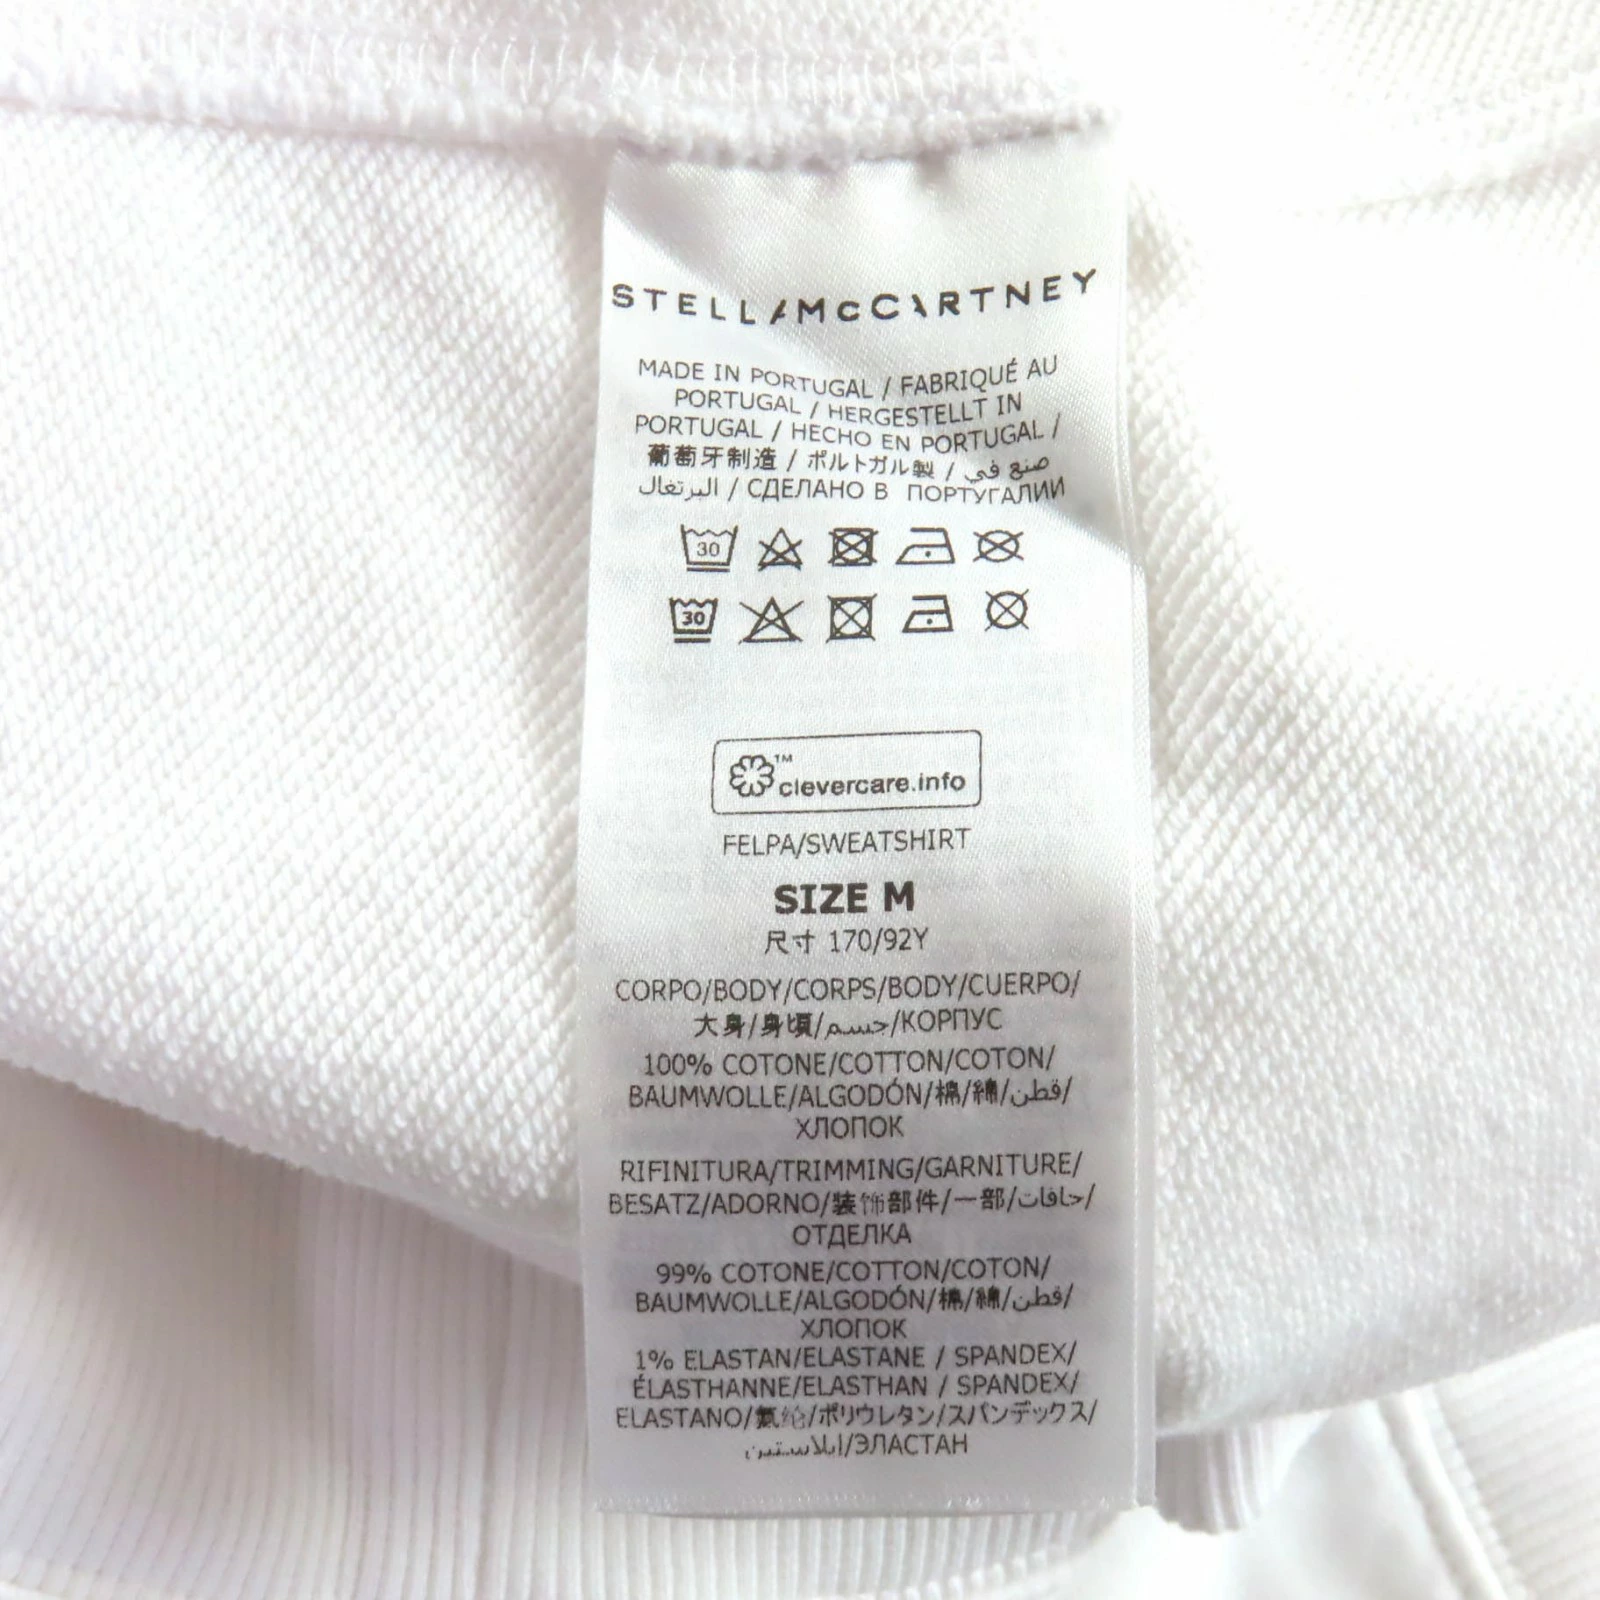 STELLA McCARTNEY
MADE IN PORTUGAL / FABRIQUÉ AU
PORTUGAL / HERGESTELLT IN
PORTUGAL / HECHO EN PORTUGAL /
葡萄牙制造 / ポルトガル製 / صنع في
البرتغال / СДЕЛАНО В ПОРТУГАЛИИ
30
30
™
clevercare.info
FELPA/SWEATSHIRT
SIZE M
尺寸 170/92Y
CORPO/BODY/CORPS/BODY/CUERPO/
大身/身頃/جسم/КОРПУС
100% COTONE/COTTON/COTON/
BAUMWOLLE/ALGODÓN/棉/綿/قطن/
ХЛОПОК
RIFINITURA/TRIMMING/GARNITURE/
BESATZ/ADORNO/装饰部件/一部/حافات/
ОТДЕЛКА
99% COTONE/COTTON/COTON/
BAUMWOLLE/ALGODÓN/棉/綿/قطن/
ХЛОПОК
1% ELASTAN/ELASTANE / SPANDEX/
ÉLASTHANNE/ELASTHAN / SPANDEX/
ELASTANO/氨纶/ポリウレタン/スパンデックス/
إيلاستين/ЭЛАСТАН